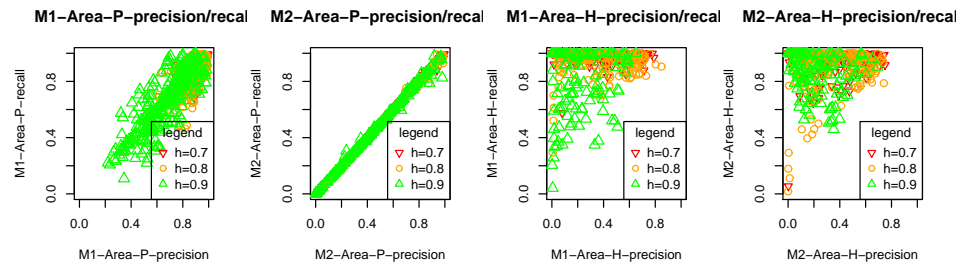 M1−Area−P−precision/recal
M1−Area−P−recall
0.0 0.4 0.8
legend
h=0.7
h=0.8
h=0.9
0.0 0.4 0.8
M1−Area−P−precision
M2−Area−P−precision/recal
M2−Area−P−recall
0.0 0.4 0.8
legend
h=0.7
h=0.8
h=0.9
0.0 0.4 0.8
M2−Area−P−precision
M1−Area−H−precision/recal
M1−Area−H−recall
0.0 0.4 0.8
legend
h=0.7
h=0.8
h=0.9
0.0 0.4 0.8
M1−Area−H−precision
M2−Area−H−precision/recal
M2−Area−H−recall
0.0 0.4 0.8
legend
h=0.7
h=0.8
h=0.9
0.0 0.4 0.8
M2−Area−H−precision